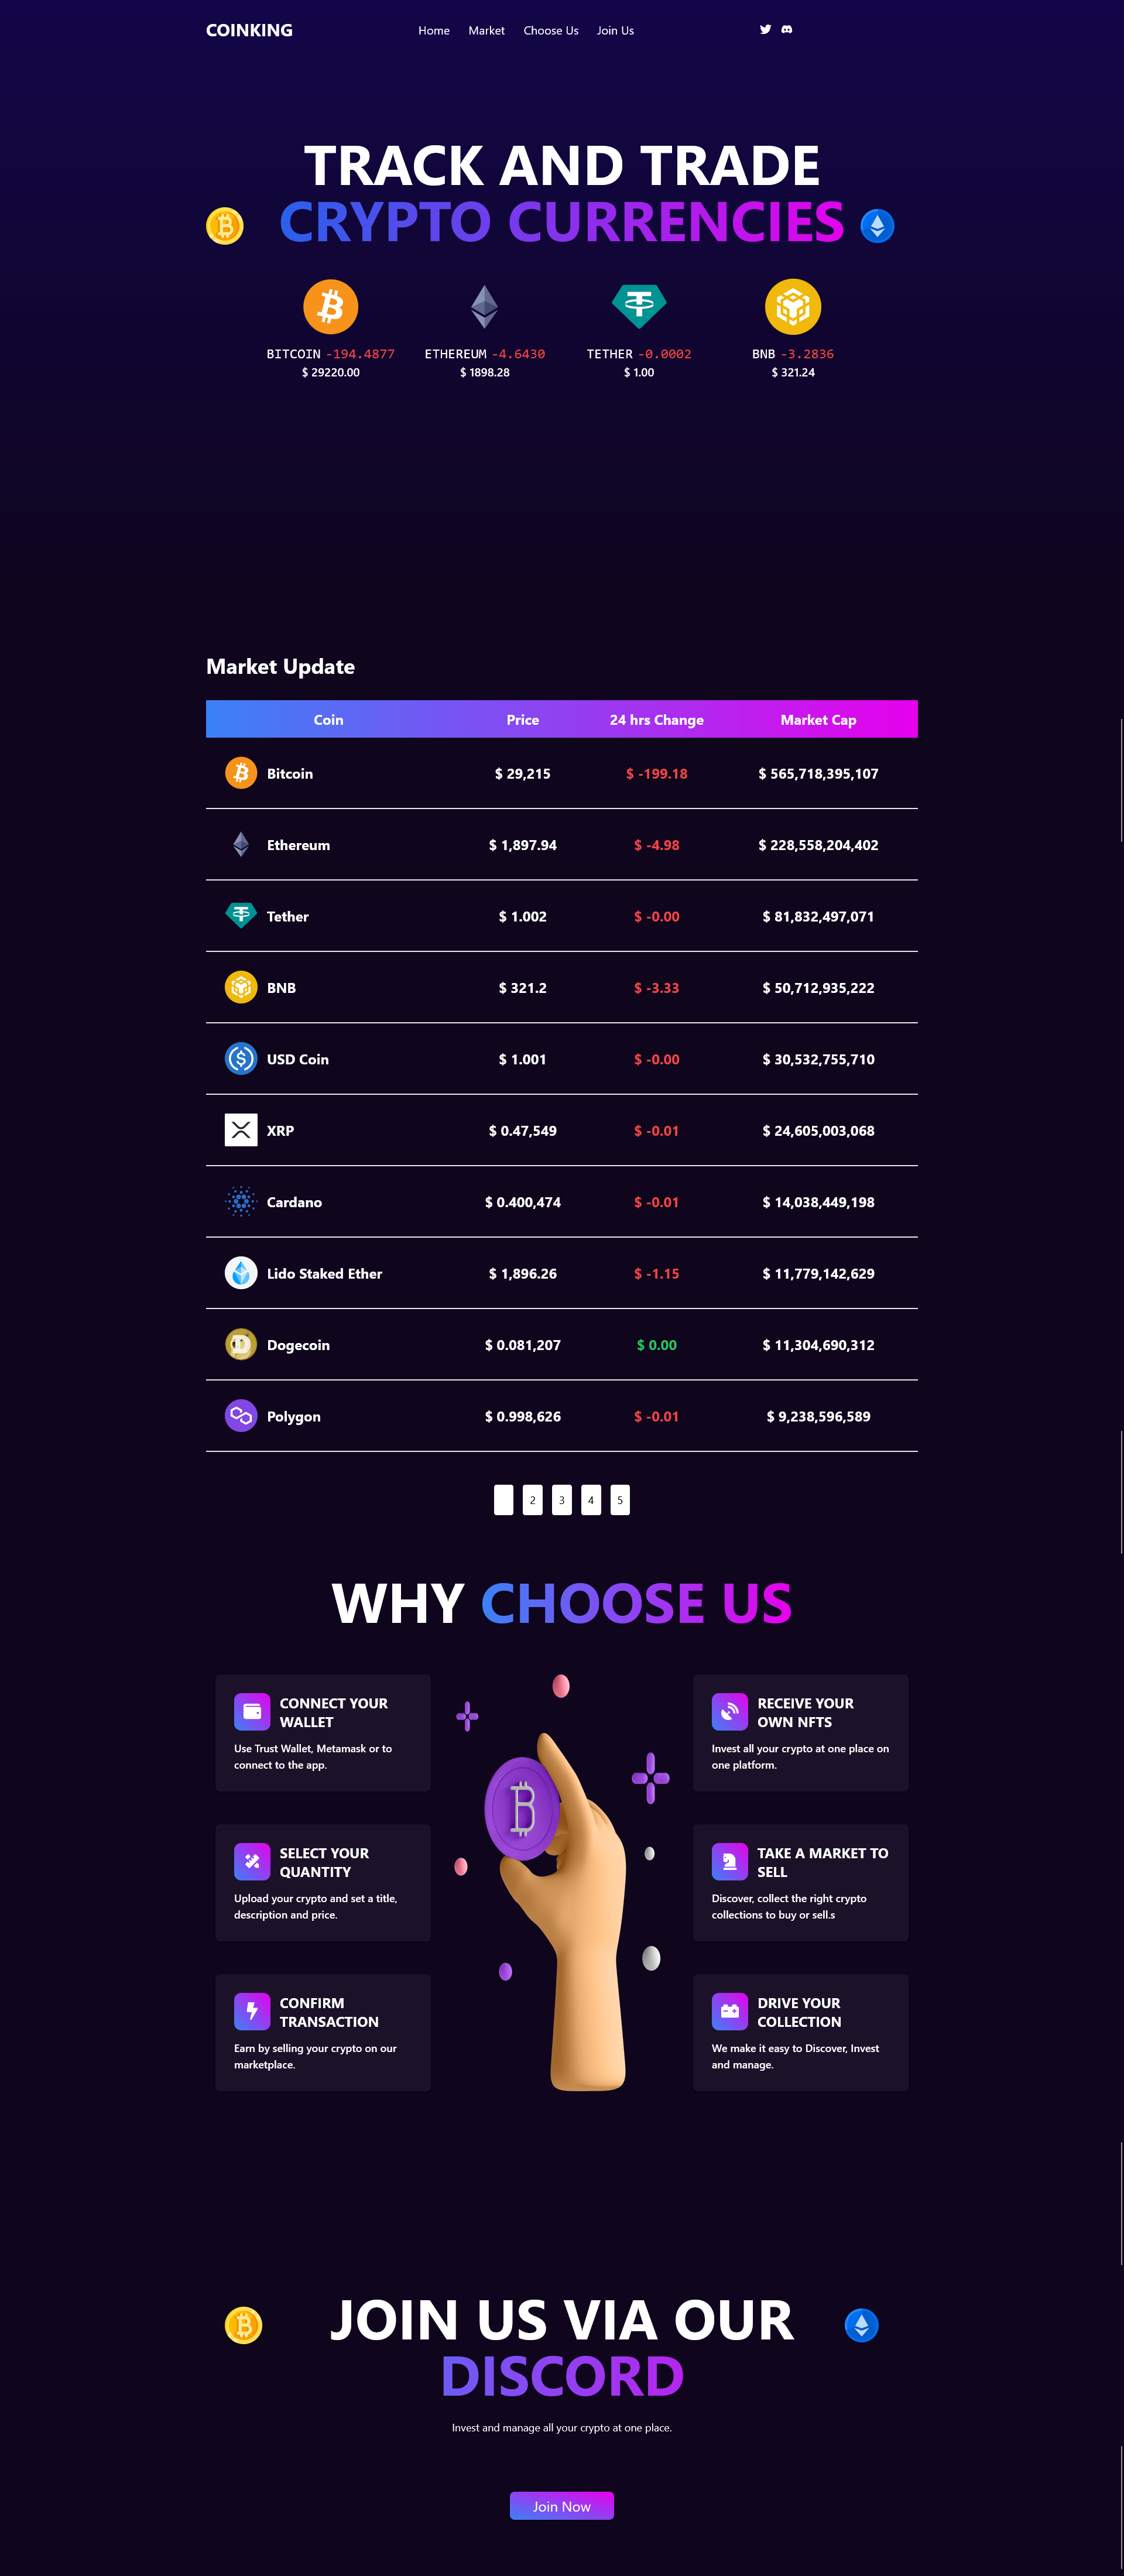 COINKING
Home Market Choose Us Join Us
TRACK AND TRADE
CRYPTO CURRENCIES
BITCOIN -194.4877 ETHEREUM -4.6430 TETHER -0.0002 BNB -3.2836
$ 29220.00 $ 1898.28 $ 1.00 $ 321.24
Market Update
Coin Price 24 hrs Change Market Cap
Bitcoin $ 29,215 $ -199.18 $ 565,718,395,107
Ethereum $ 1,897.94 $ -4.98 $ 228,558,204,402
Tether $ 1.002 $ -0.00 $ 81,832,497,071
BNB $ 321.2 $ -3.33 $ 50,712,935,222
USD Coin $ 1.001 $ -0.00 $ 30,532,755,710
XRP $ 0.47,549 $ -0.01 $ 24,605,003,068
Cardano $ 0.400,474 $ -0.01 $ 14,038,449,198
Lido Staked Ether $ 1,896.26 $ -1.15 $ 11,779,142,629
Dogecoin $ 0.081,207 $ 0.00 $ 11,304,690,312
Polygon $ 0.998,626 $ -0.01 $ 9,238,596,589
2 3 4 5
WHY CHOOSE US
CONNECT YOUR
WALLET
Use Trust Wallet, Metamask or to
connect to the app.
SELECT YOUR
QUANTITY
Upload your crypto and set a title,
description and price.
CONFIRM
TRANSACTION
Earn by selling your crypto on our
marketplace.
RECEIVE YOUR
OWN NFTS
Invest all your crypto at one place on
one platform.
TAKE A MARKET TO
SELL
Discover, collect the right crypto
collections to buy or sell.s
DRIVE YOUR
COLLECTION
We make it easy to Discover, Invest
and manage.
JOIN US VIA OUR
DISCORD
Invest and manage all your crypto at one place.
Join Now